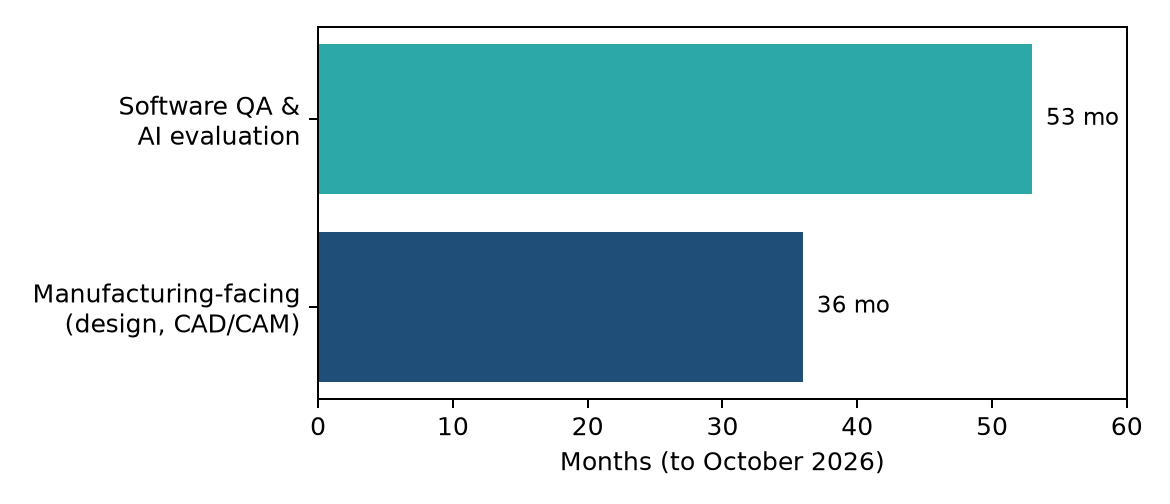 Software QA &
AI evaluation
53 mo
Manufacturing-facing
(design, CAD/CAM)
36 mo
0 10 20 30 40 50 60
Months (to October 2026)